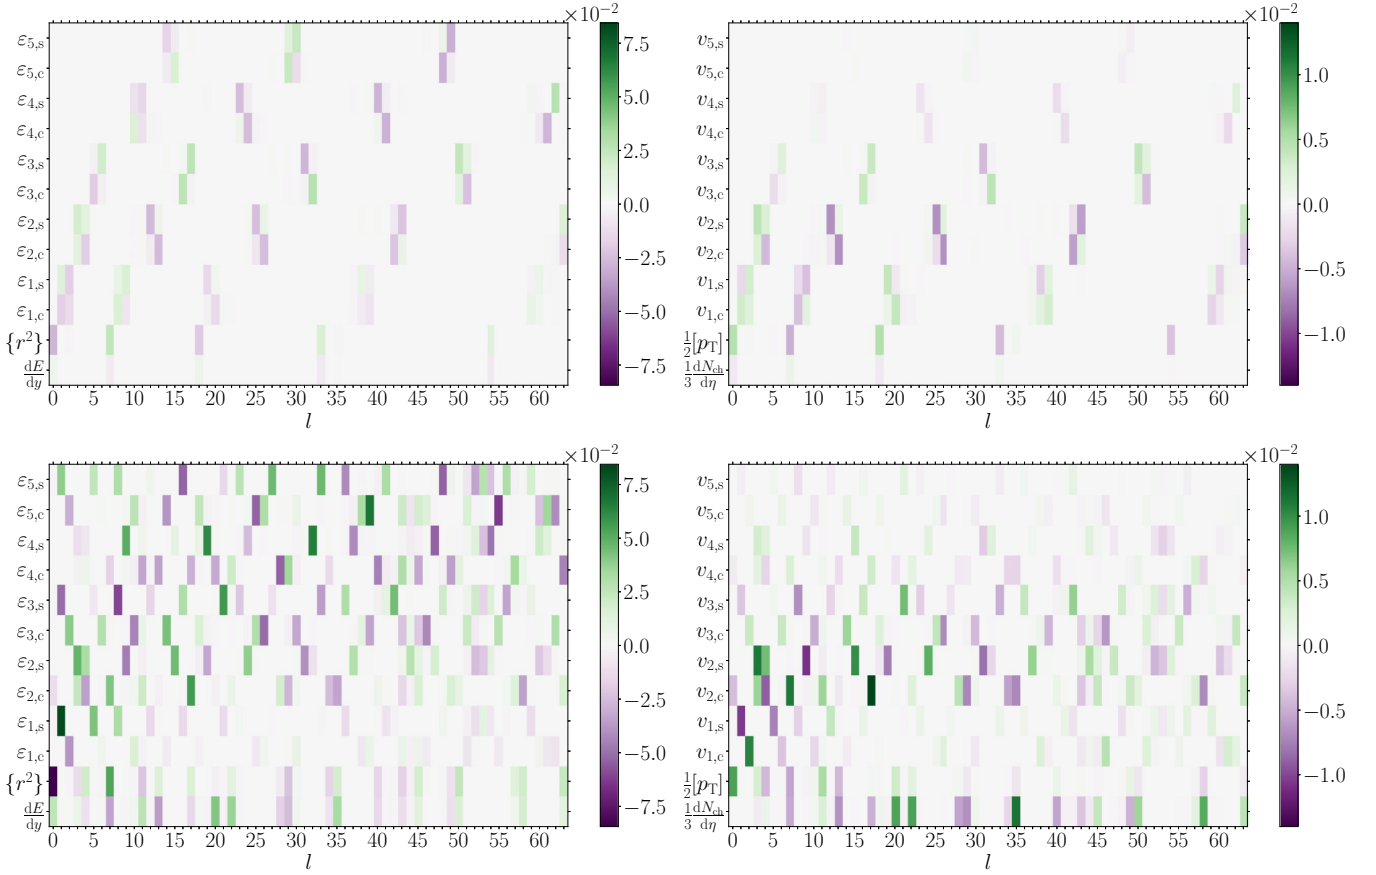 ×10⁻²
ε5,s
ε5,c
ε4,s
ε4,c
ε3,s
ε3,c
ε2,s
ε2,c
ε1,s
ε1,c
{r²}
dE/dy
0 5 10 15 20 25 30 35 40 45 50 55 60
l
7.5
5.0
2.5
0.0
−2.5
−5.0
−7.5
×10⁻²
v5,s
v5,c
v4,s
v4,c
v3,s
v3,c
v2,s
v2,c
v1,s
v1,c
1/2[pT]
1/3 dNch/dη
0 5 10 15 20 25 30 35 40 45 50 55 60
l
1.0
0.5
0.0
−0.5
−1.0
×10⁻²
ε5,s
ε5,c
ε4,s
ε4,c
ε3,s
ε3,c
ε2,s
ε2,c
ε1,s
ε1,c
{r²}
dE/dy
0 5 10 15 20 25 30 35 40 45 50 55 60
l
7.5
5.0
2.5
0.0
−2.5
−5.0
−7.5
×10⁻²
v5,s
v5,c
v4,s
v4,c
v3,s
v3,c
v2,s
v2,c
v1,s
v1,c
1/2[pT]
1/3 dNch/dη
0 5 10 15 20 25 30 35 40 45 50 55 60
l
1.0
0.5
0.0
−0.5
−1.0